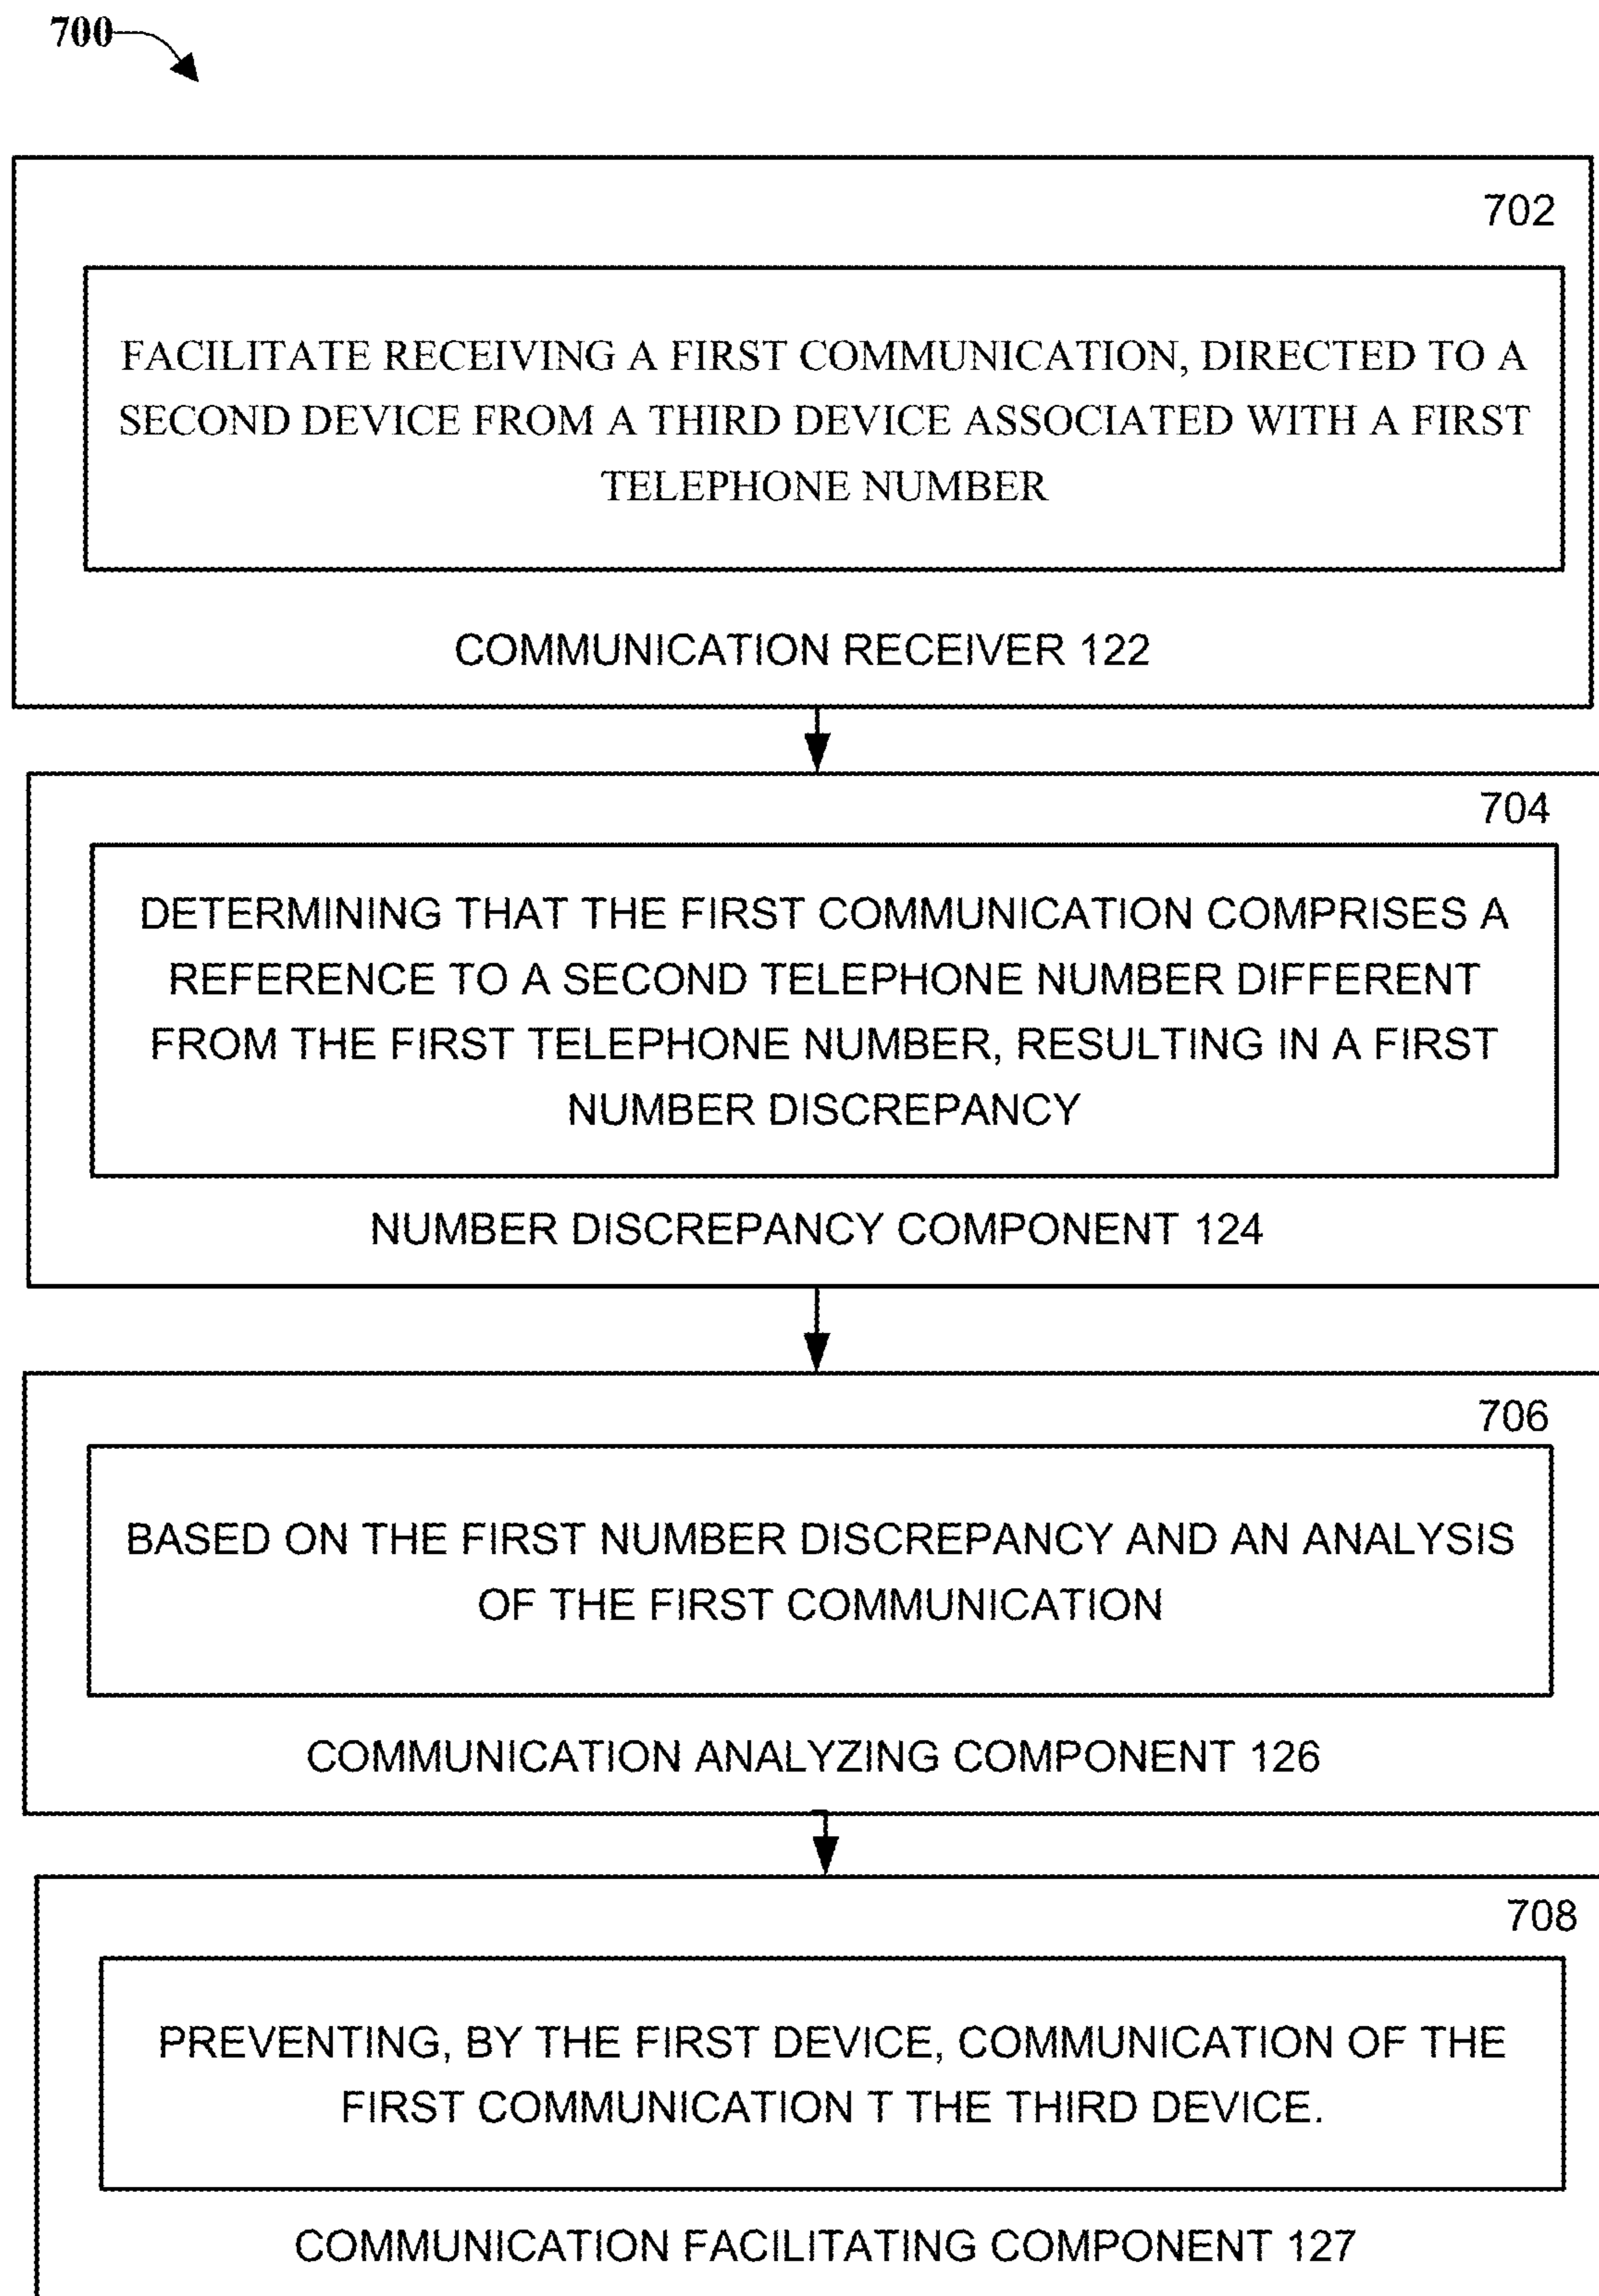 700
702
FACILITATE RECEIVING A FIRST COMMUNICATION, DIRECTED TO A
SECOND DEVICE FROM A THIRD DEVICE ASSOCIATED WITH A FIRST
TELEPHONE NUMBER
COMMUNICATION RECEIVER 122
704
DETERMINING THAT THE FIRST COMMUNICATION COMPRISES A
REFERENCE TO A SECOND TELEPHONE NUMBER DIFFERENT
FROM THE FIRST TELEPHONE NUMBER, RESULTING IN A FIRST
NUMBER DISCREPANCY
NUMBER DISCREPANCY COMPONENT 124
706
BASED ON THE FIRST NUMBER DISCREPANCY AND AN ANALYSIS
OF THE FIRST COMMUNICATION
COMMUNICATION ANALYZING COMPONENT 126
708
PREVENTING, BY THE FIRST DEVICE, COMMUNICATION OF THE
FIRST COMMUNICATION T THE THIRD DEVICE.
COMMUNICATION FACILITATING COMPONENT 127